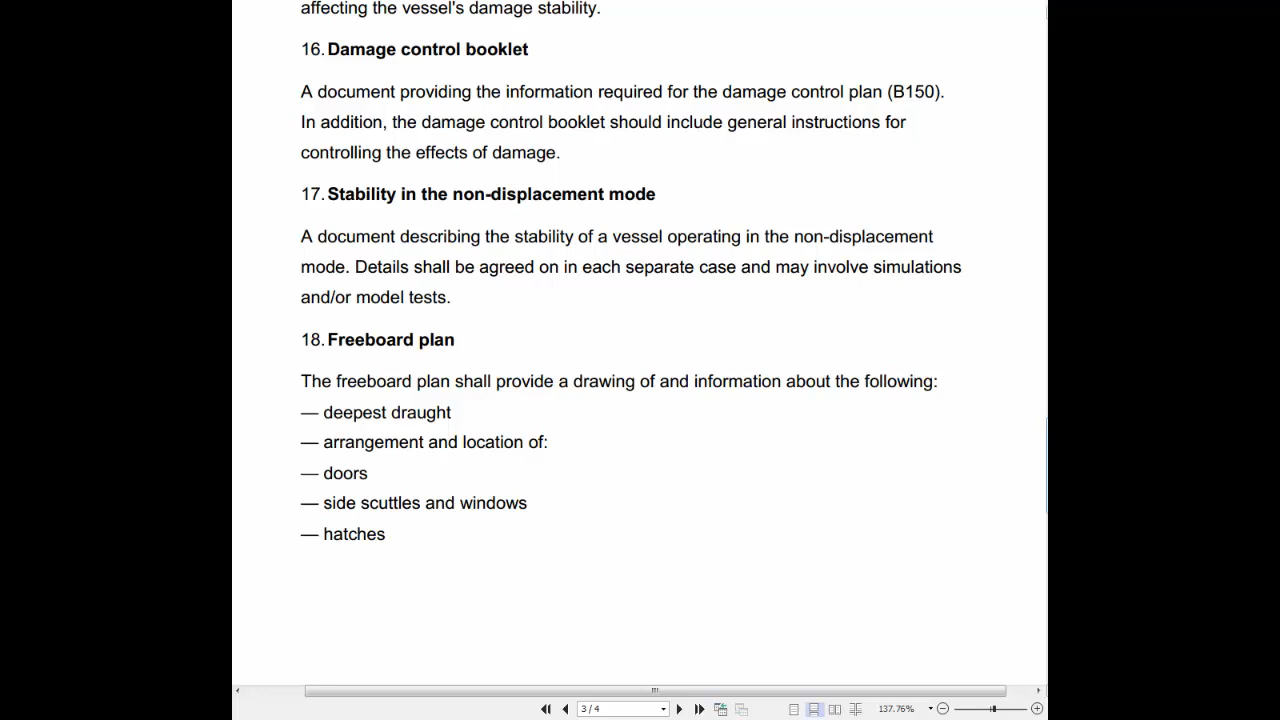 affecting the vessel's damage stability.
16. Damage control booklet
A document providing the information required for the damage control plan (B150).
In addition, the damage control booklet should include general instructions for
controlling the effects of damage.
17. Stability in the non-displacement mode
A document describing the stability of a vessel operating in the non-displacement
mode. Details shall be agreed on in each separate case and may involve simulations
and/or model tests.
18. Freeboard plan
The freeboard plan shall provide a drawing of and information about the following:
— deepest draught
— arrangement and location of:
— doors
— side scuttles and windows
— hatches
3 / 4
137.76%